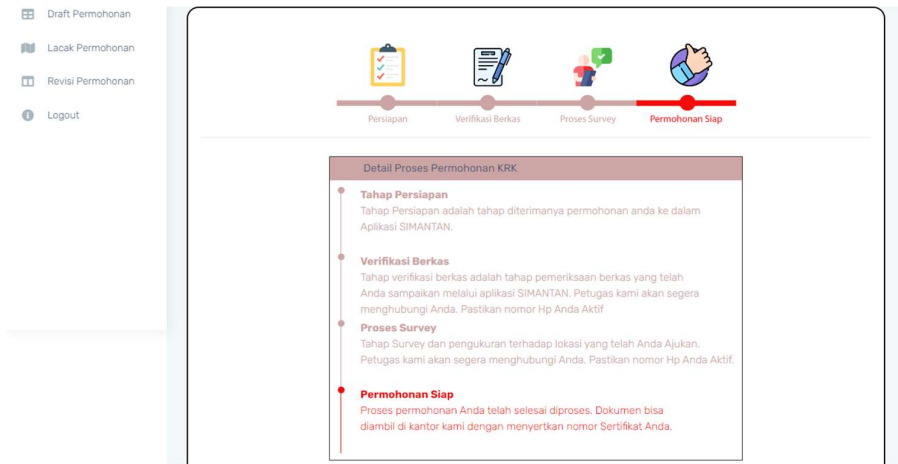 Draft Permohonan
Lacak Permohonan
Revisi Permohonan
Logout
Persiapan
Verifikasi Berkas
Proses Survey
Permohonan Siap
Detail Proses Permohonan KRK
Tahap Persiapan
Tahap Persiapan adalah tahap diterimanya permohonan anda ke dalam
Aplikasi SIMANTAN.
Verifikasi Berkas
Tahap verifikasi berkas adalah tahap pemeriksaan berkas yang telah
Anda sampaikan melalui aplikasi SIMANTAN. Petugas kami akan segera
menghubungi Anda. Pastikan nomor Hp Anda Aktif
Proses Survey
Tahap Survey dan pengukuran terhadap lokasi yang telah Anda Ajukan.
Petugas kami akan segera menghubungi Anda. Pastikan nomor Hp Anda Aktif.
Permohonan Siap
Proses permohonan Anda telah selesai diproses. Dokumen bisa
diambil di kantor kami dengan menyertkan nomor Sertifikat Anda.